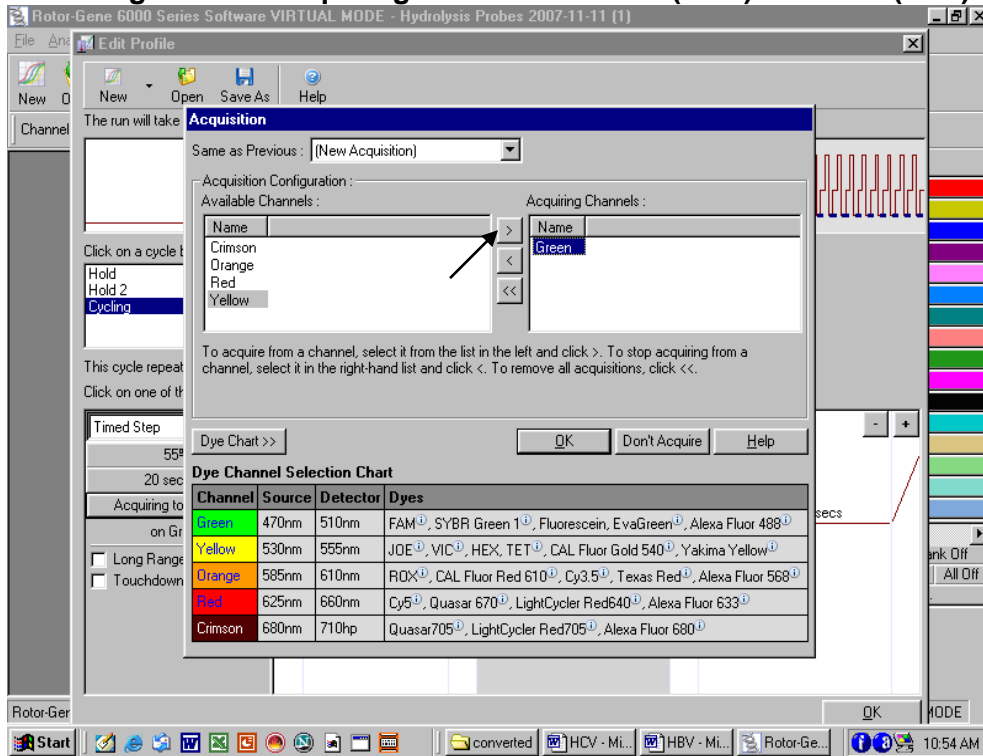 Rotor-Gene 6000 Series Software VIRTUAL MODE - Hydrolysis Probes 2007-11-11 (1)
File Ana
Edit Profile
New
New Open Save As Help
Channel
The run will take
Acquisition
Same as Previous : (New Acquisition)
Acquisition Configuration :
Available Channels : Acquiring Channels :
Name > Name
Crimson Green
Orange <
Red
Yellow <<
To acquire from a channel, select it from the list in the left and click >. To stop acquiring from a
channel, select it in the right-hand list and click <. To remove all acquisitions, click <<.
Click on a cycle b
Hold
Hold 2
Cycling
This cycle repeat
Click on one of th
Timed Step - +
55º
20 sec
Acquiring to
on Gr
Long Range
Touchdown
secs
Dye Chart >> OK Don't Acquire Help
Dye Channel Selection Chart
Channel Source Detector Dyes
Green 470nm 510nm FAM, SYBR Green 1, Fluorescein, EvaGreen, Alexa Fluor 488
Yellow 530nm 555nm JOE, VIC, HEX, TET, CAL Fluor Gold 540, Yakima Yellow
Orange 585nm 610nm ROX, CAL Fluor Red 610, Cy3.5, Texas Red, Alexa Fluor 568
Red 625nm 660nm Cy5, Quasar 670, LightCycler Red640, Alexa Fluor 633
Crimson 680nm 710hp Quasar705, LightCycler Red705, Alexa Fluor 680
ank Off
All Off
OK
Rotor-Ger MODE
Start converted HCV - Mi... HBV - Mi... Rotor-Ge... 10:54 AM